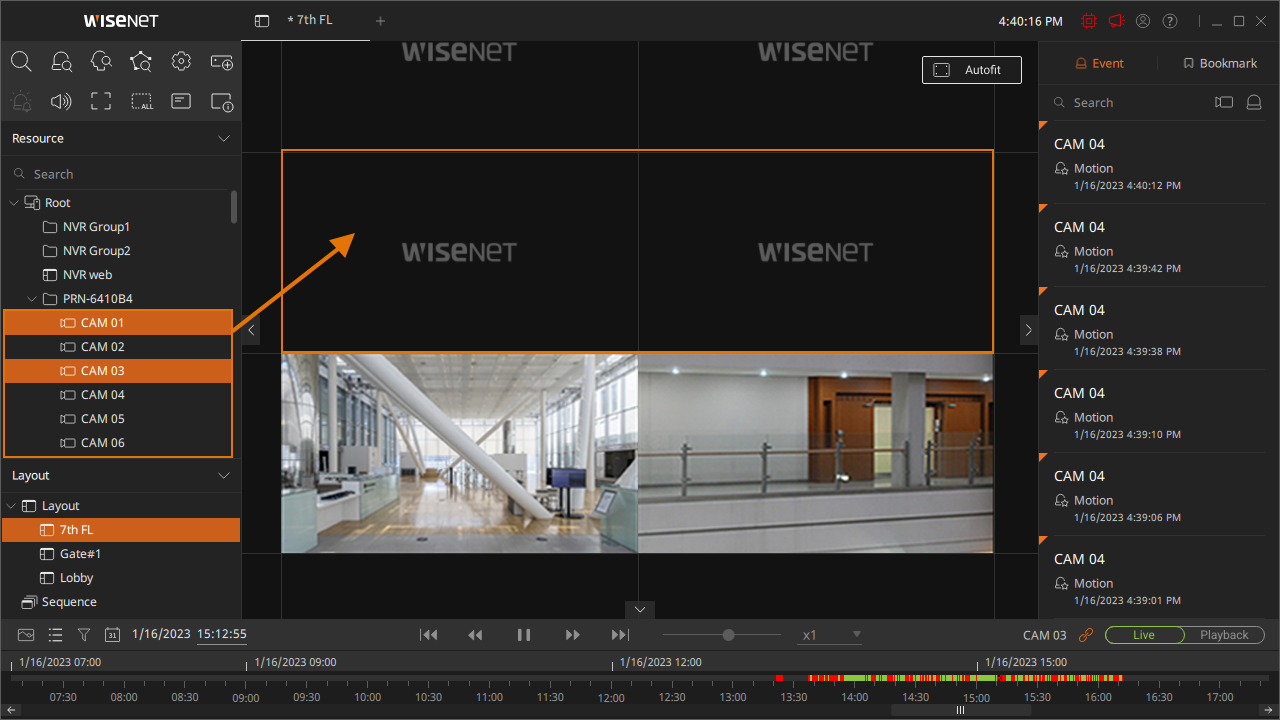 WISENET
* 7th FL
4:40:16 PM
ALL
Resource
Search
Root
NVR Group1
NVR Group2
NVR web
PRN-6410B4
CAM 01
CAM 02
CAM 03
CAM 04
CAM 05
CAM 06
Layout
Layout
7th FL
Gate#1
Lobby
Sequence
WISENET
WISENET
Autofit
WISENET
WISENET
Event
Bookmark
Search
CAM 04
Motion
1/16/2023 4:40:12 PM
CAM 04
Motion
1/16/2023 4:39:42 PM
CAM 04
Motion
1/16/2023 4:39:38 PM
CAM 04
Motion
1/16/2023 4:39:10 PM
CAM 04
Motion
1/16/2023 4:39:06 PM
CAM 04
Motion
1/16/2023 4:39:01 PM
31
1/16/2023 15:12:55
x1
CAM 03
Live
Playback
1/16/2023 07:00
1/16/2023 09:00
1/16/2023 12:00
1/16/2023 15:00
07:30 08:00 08:30 09:00 09:30 10:00 10:30 11:00 11:30 12:00 12:30 13:00 13:30 14:00 14:30 15:00 15:30 16:00 16:30 17:00